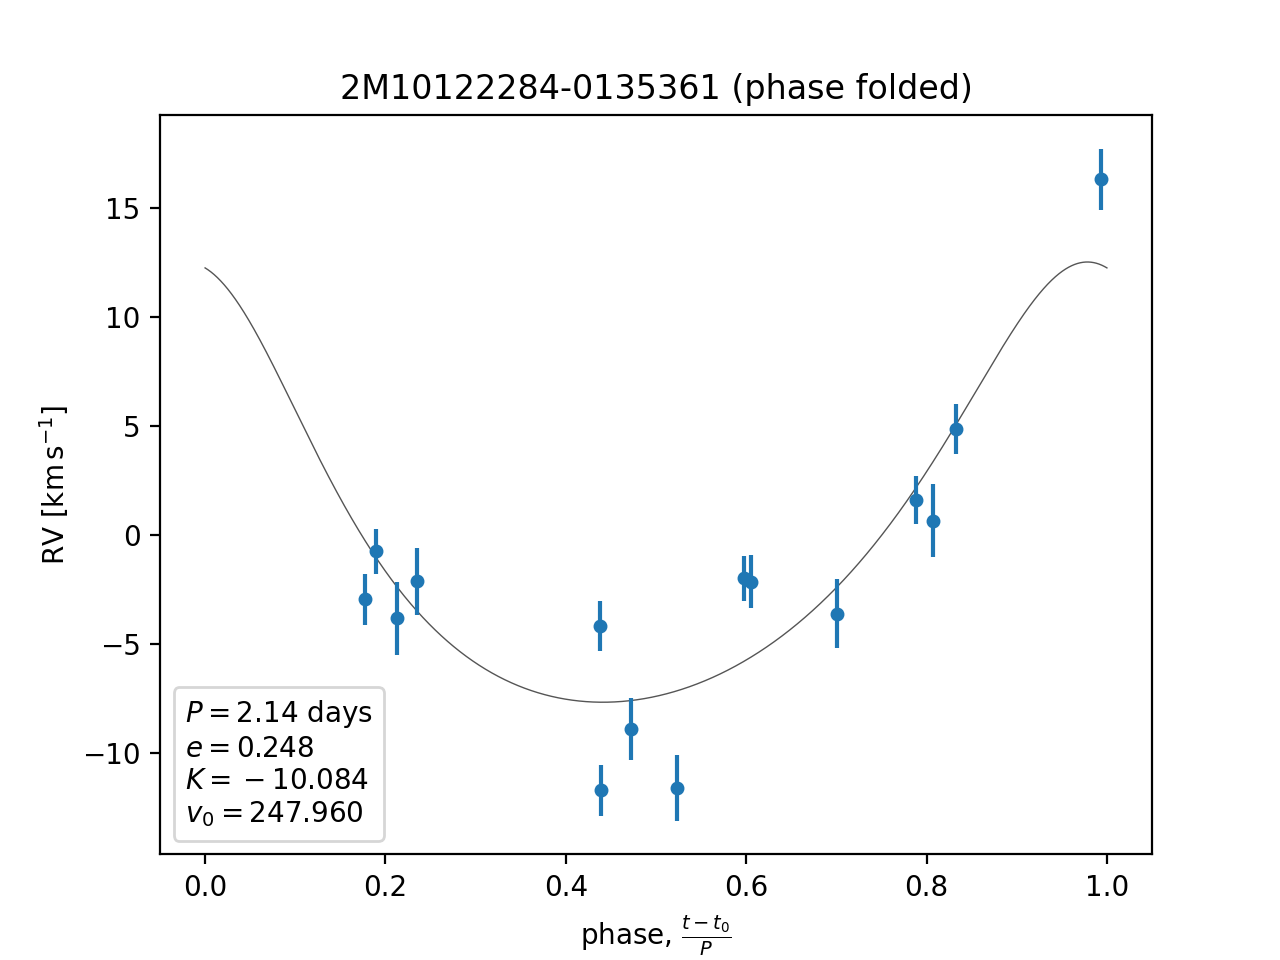 2M10122284-0135361 (phase folded)
RV [km s⁻¹]
15
10
5
0
−5
−10
P = 2.14 days
e = 0.248
K = −10.084
v₀ = 247.960
0.0 0.2 0.4 0.6 0.8 1.0
phase, (t − t₀)/P